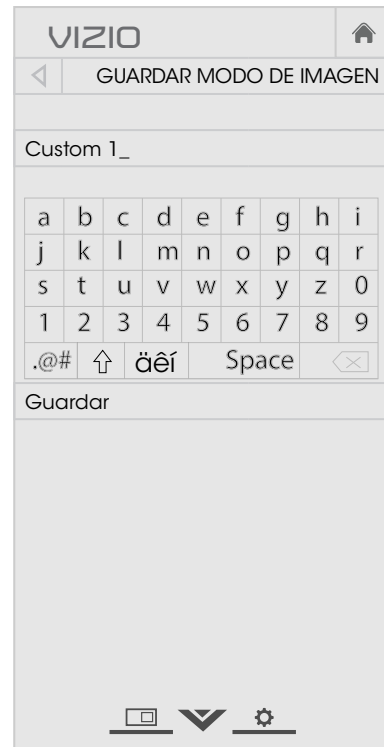 VIZIO
GUARDAR MODO DE IMAGEN
Custom 1_
a b c d e f g h i
j k l m n o p q r
s t u v w x y z 0
1 2 3 4 5 6 7 8 9
.@# äêí Space
Guardar